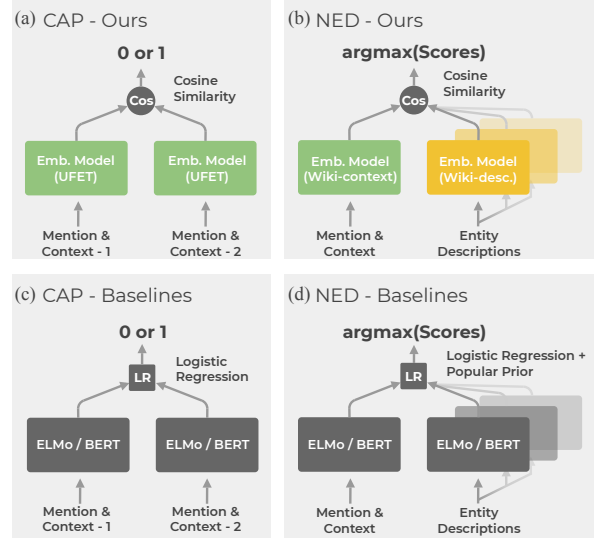 (a) CAP - Ours
0 or 1
Cosine
Similarity
Cos
Emb. Model
(UFET)
Emb. Model
(UFET)
Mention &
Context - 1
Mention &
Context - 2
(b) NED - Ours
argmax(Scores)
Cosine
Similarity
Cos
Emb. Model
(Wiki-context)
Emb. Model
(Wiki-desc.)
Mention &
Context
Entity
Descriptions
(c) CAP - Baselines
0 or 1
Logistic
Regression
LR
ELMo / BERT
ELMo / BERT
Mention &
Context - 1
Mention &
Context - 2
(d) NED - Baselines
argmax(Scores)
Logistic Regression +
Popular Prior
LR
ELMo / BERT
ELMo / BERT
Mention &
Context
Entity
Descriptions